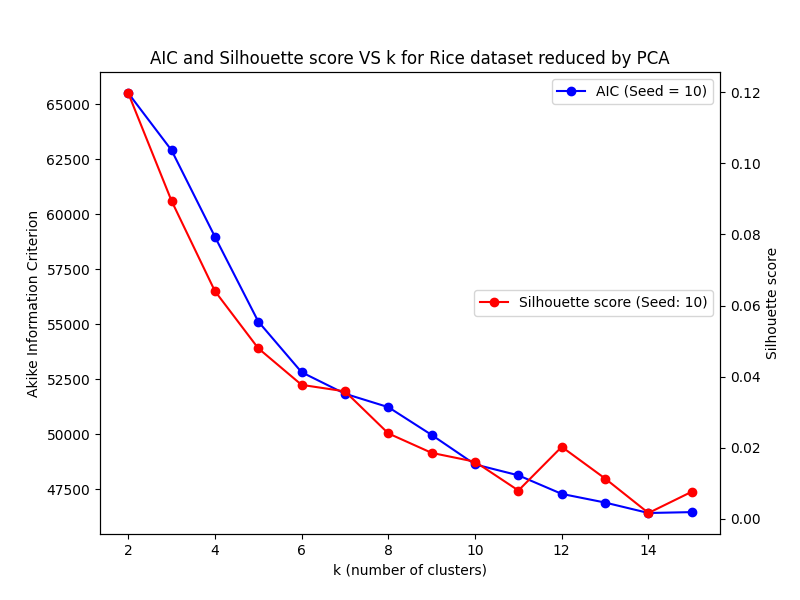 AIC and Silhouette score VS k for Rice dataset reduced by PCA
AIC (Seed = 10)
Silhouette score (Seed: 10)
Akike Information Criterion
65000
62500
60000
57500
55000
52500
50000
47500
Silhouette score
0.12
0.10
0.08
0.06
0.04
0.02
0.00
2 4 6 8 10 12 14
k (number of clusters)